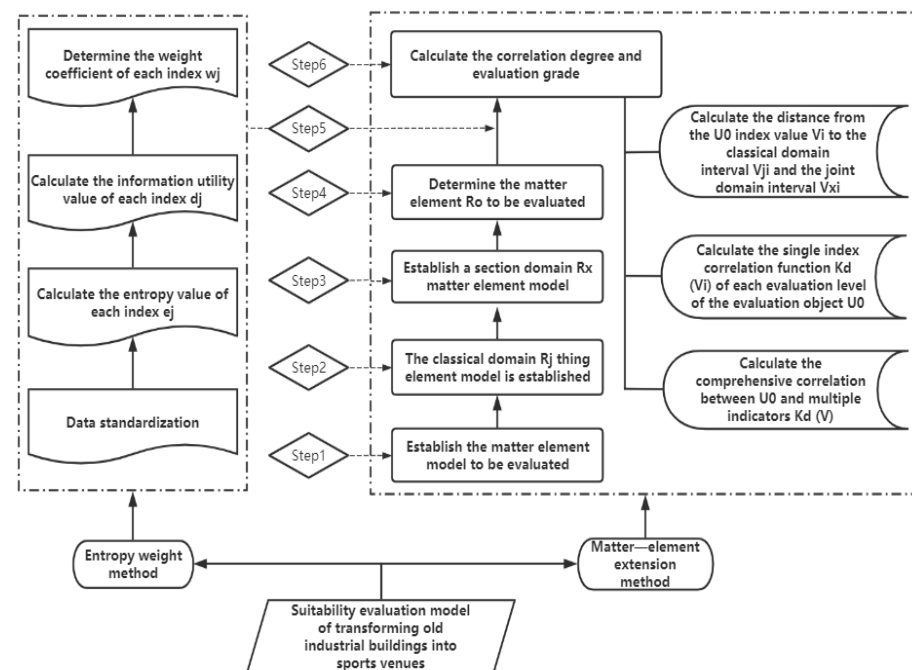 Determine the weight
coefficient of each index wj
Calculate the information utility
value of each index dj
Calculate the entropy value of
each index ej
Data standardization
Entropy weight
method
Step6
Step5
Step4
Step3
Step2
Step1
Calculate the correlation degree and
evaluation grade
Determine the matter
element Ro to be evaluated
Establish a section domain Rx
matter element model
The classical domain Rj thing
element model is established
Establish the matter element
model to be evaluated
Calculate the distance from
the U0 index value Vi to the
classical domain
interval Vji and the joint
domain interval Vxi
Calculate the single index
correlation function Kd
(Vi) of each evaluation level
of the evaluation object U0
Calculate the
comprehensive correlation
between U0 and multiple
indicators Kd (V)
Matter—element
extension
method
Suitability evaluation model
of transforming old
industrial buildings into
sports venues